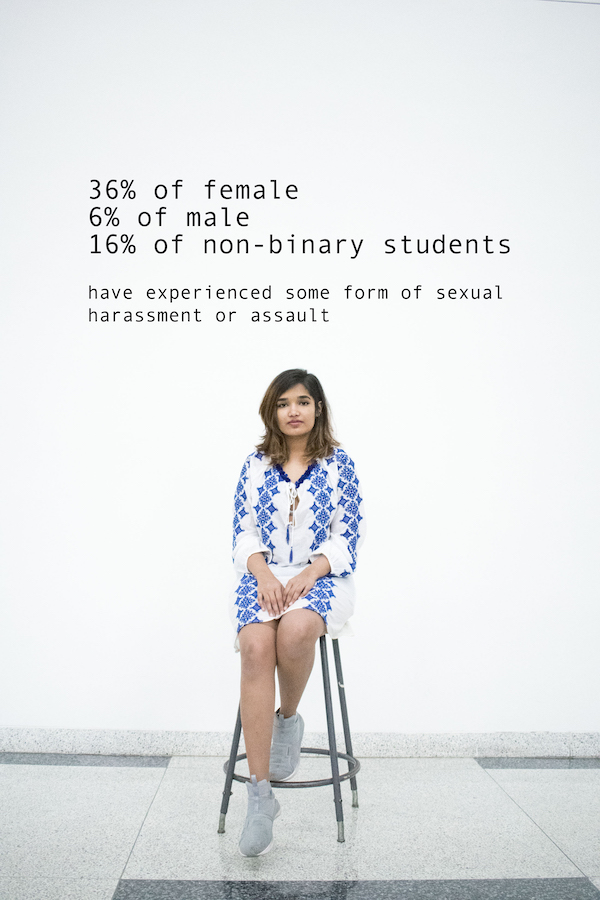 36% of female
6% of male
16% of non-binary students
have experienced some form of sexual
harassment or assault